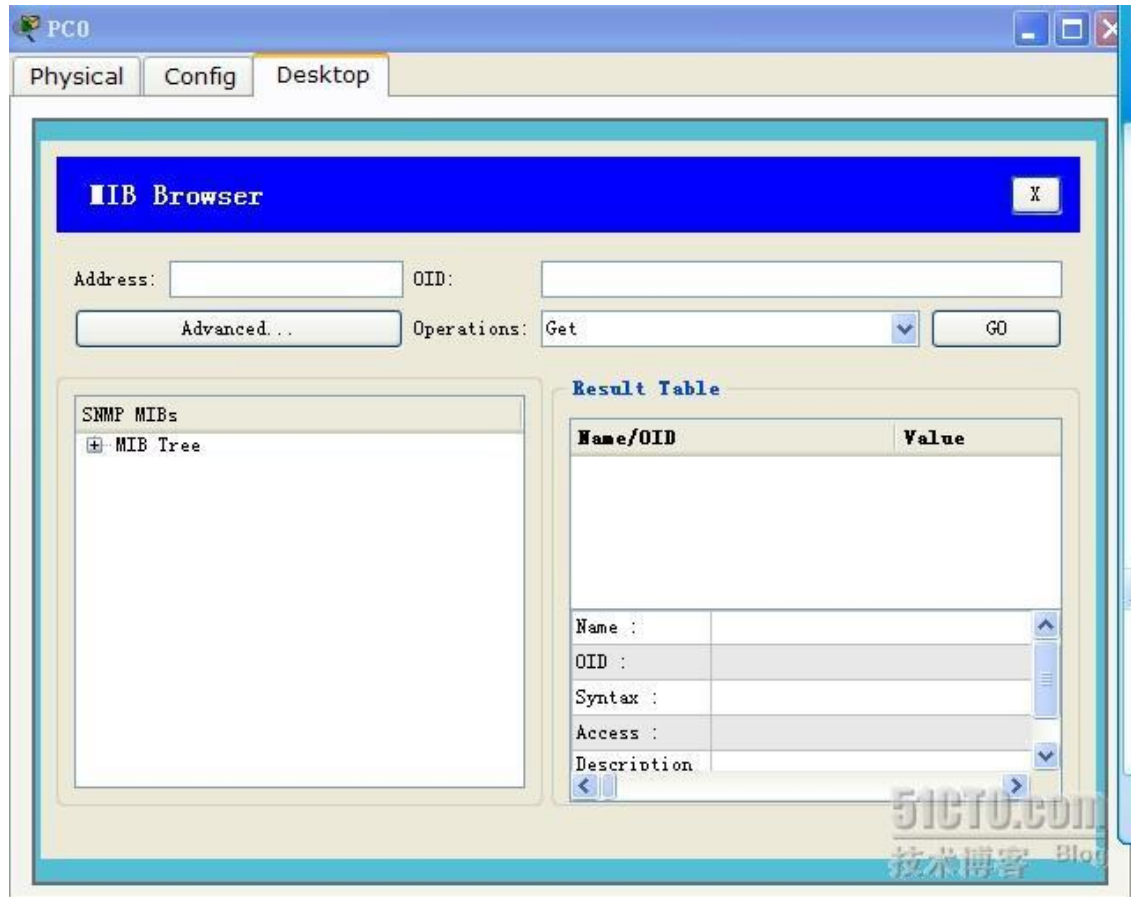 PC0
Physical Config Desktop
MIB Browser X
Address: OID:
Advanced... Operations: Get GO
SNMP MIBs
MIB Tree
Result Table
Name/OID Value
Name :
OID :
Syntax :
Access :
Description
51CTO.com
技术博客 Blog